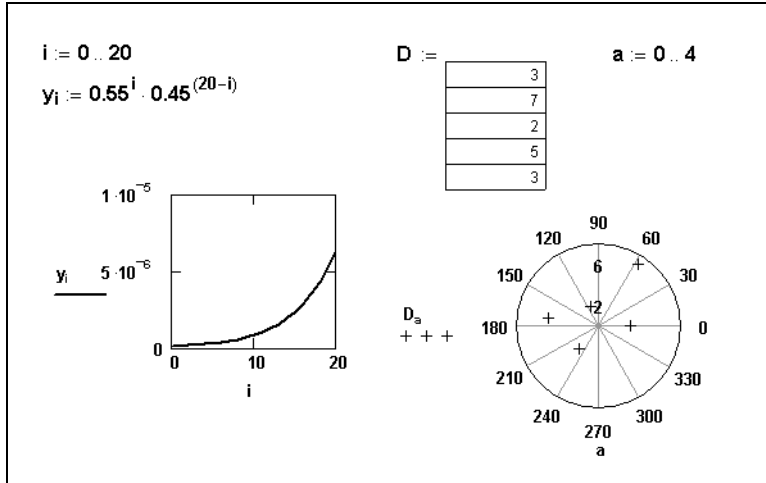 i := 0 .. 20
yᵢ := 0.55^i · 0.45^(20−i)
D :=
3
7
2
5
3
a := 0 .. 4
1·10⁻⁵
5·10⁻⁶
0
yᵢ
0 10 20
i
90
120 60
150 6 30
2
180 0
210 330
240 300
270
a
Dₐ
+ + +